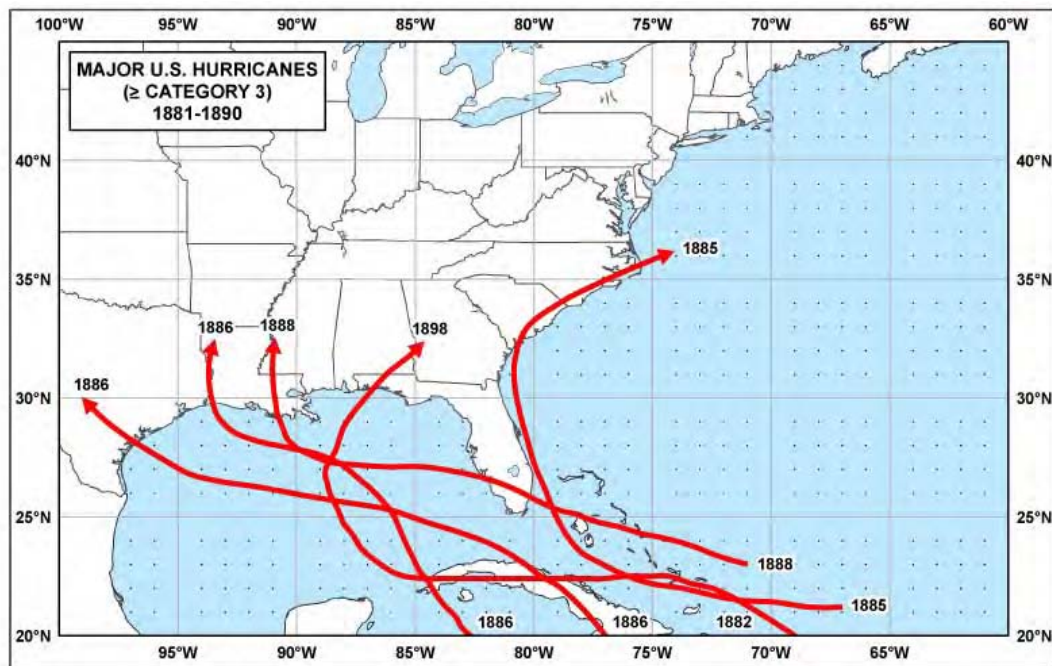 100°W 95°W 90°W 85°W 80°W 75°W 70°W 65°W 60°W
MAJOR U.S. HURRICANES
(≥ CATEGORY 3)
1881-1890
40°N 40°N
1885
35°N 35°N
1886 1888 1898
1886
30°N 30°N
25°N 25°N
1888
1885
1886 1886 1882
20°N 20°N
95°W 90°W 85°W 80°W 75°W 70°W 65°W